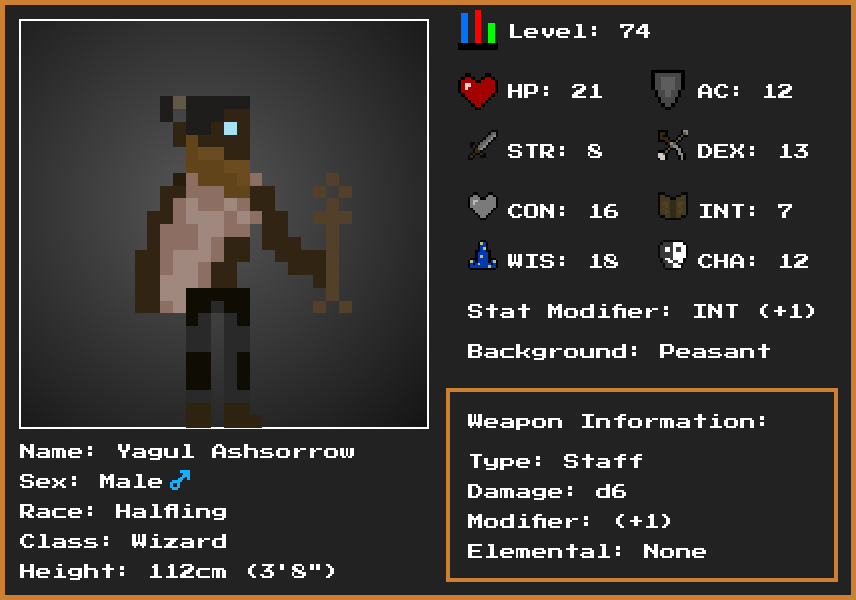 Level: 74
HP: 21
AC: 12
STR: 8
DEX: 13
CON: 16
INT: 7
WIS: 18
CHA: 12
Stat Modifier: INT (+1)
Background: Peasant
Weapon Information:
Type: Staff
Damage: d6
Modifier: (+1)
Elemental: None
Name: Yagul Ashsorrow
Sex: Male♂
Race: Halfling
Class: Wizard
Height: 112cm (3'8")